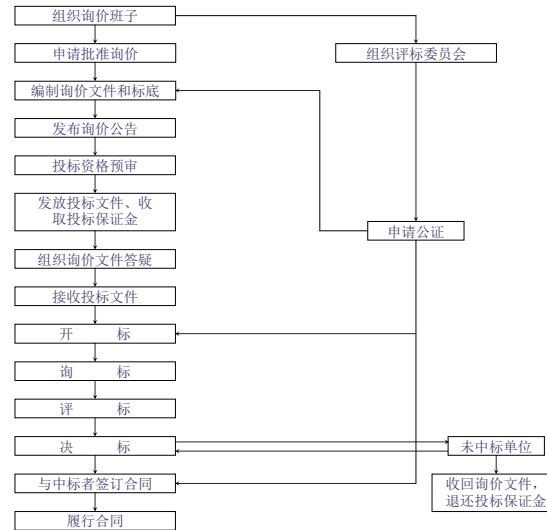 组织询价班子
申请批准询价
组织评标委员会
编制询价文件和标底
发布询价公告
投标资格预审
发放投标文件、收
取投标保证金
申请公证
组织询价文件答疑
接收投标文件
开 标
询 标
评 标
决 标
未中标单位
与中标者签订合同
收回询价文件，
退还投标保证金
履行合同